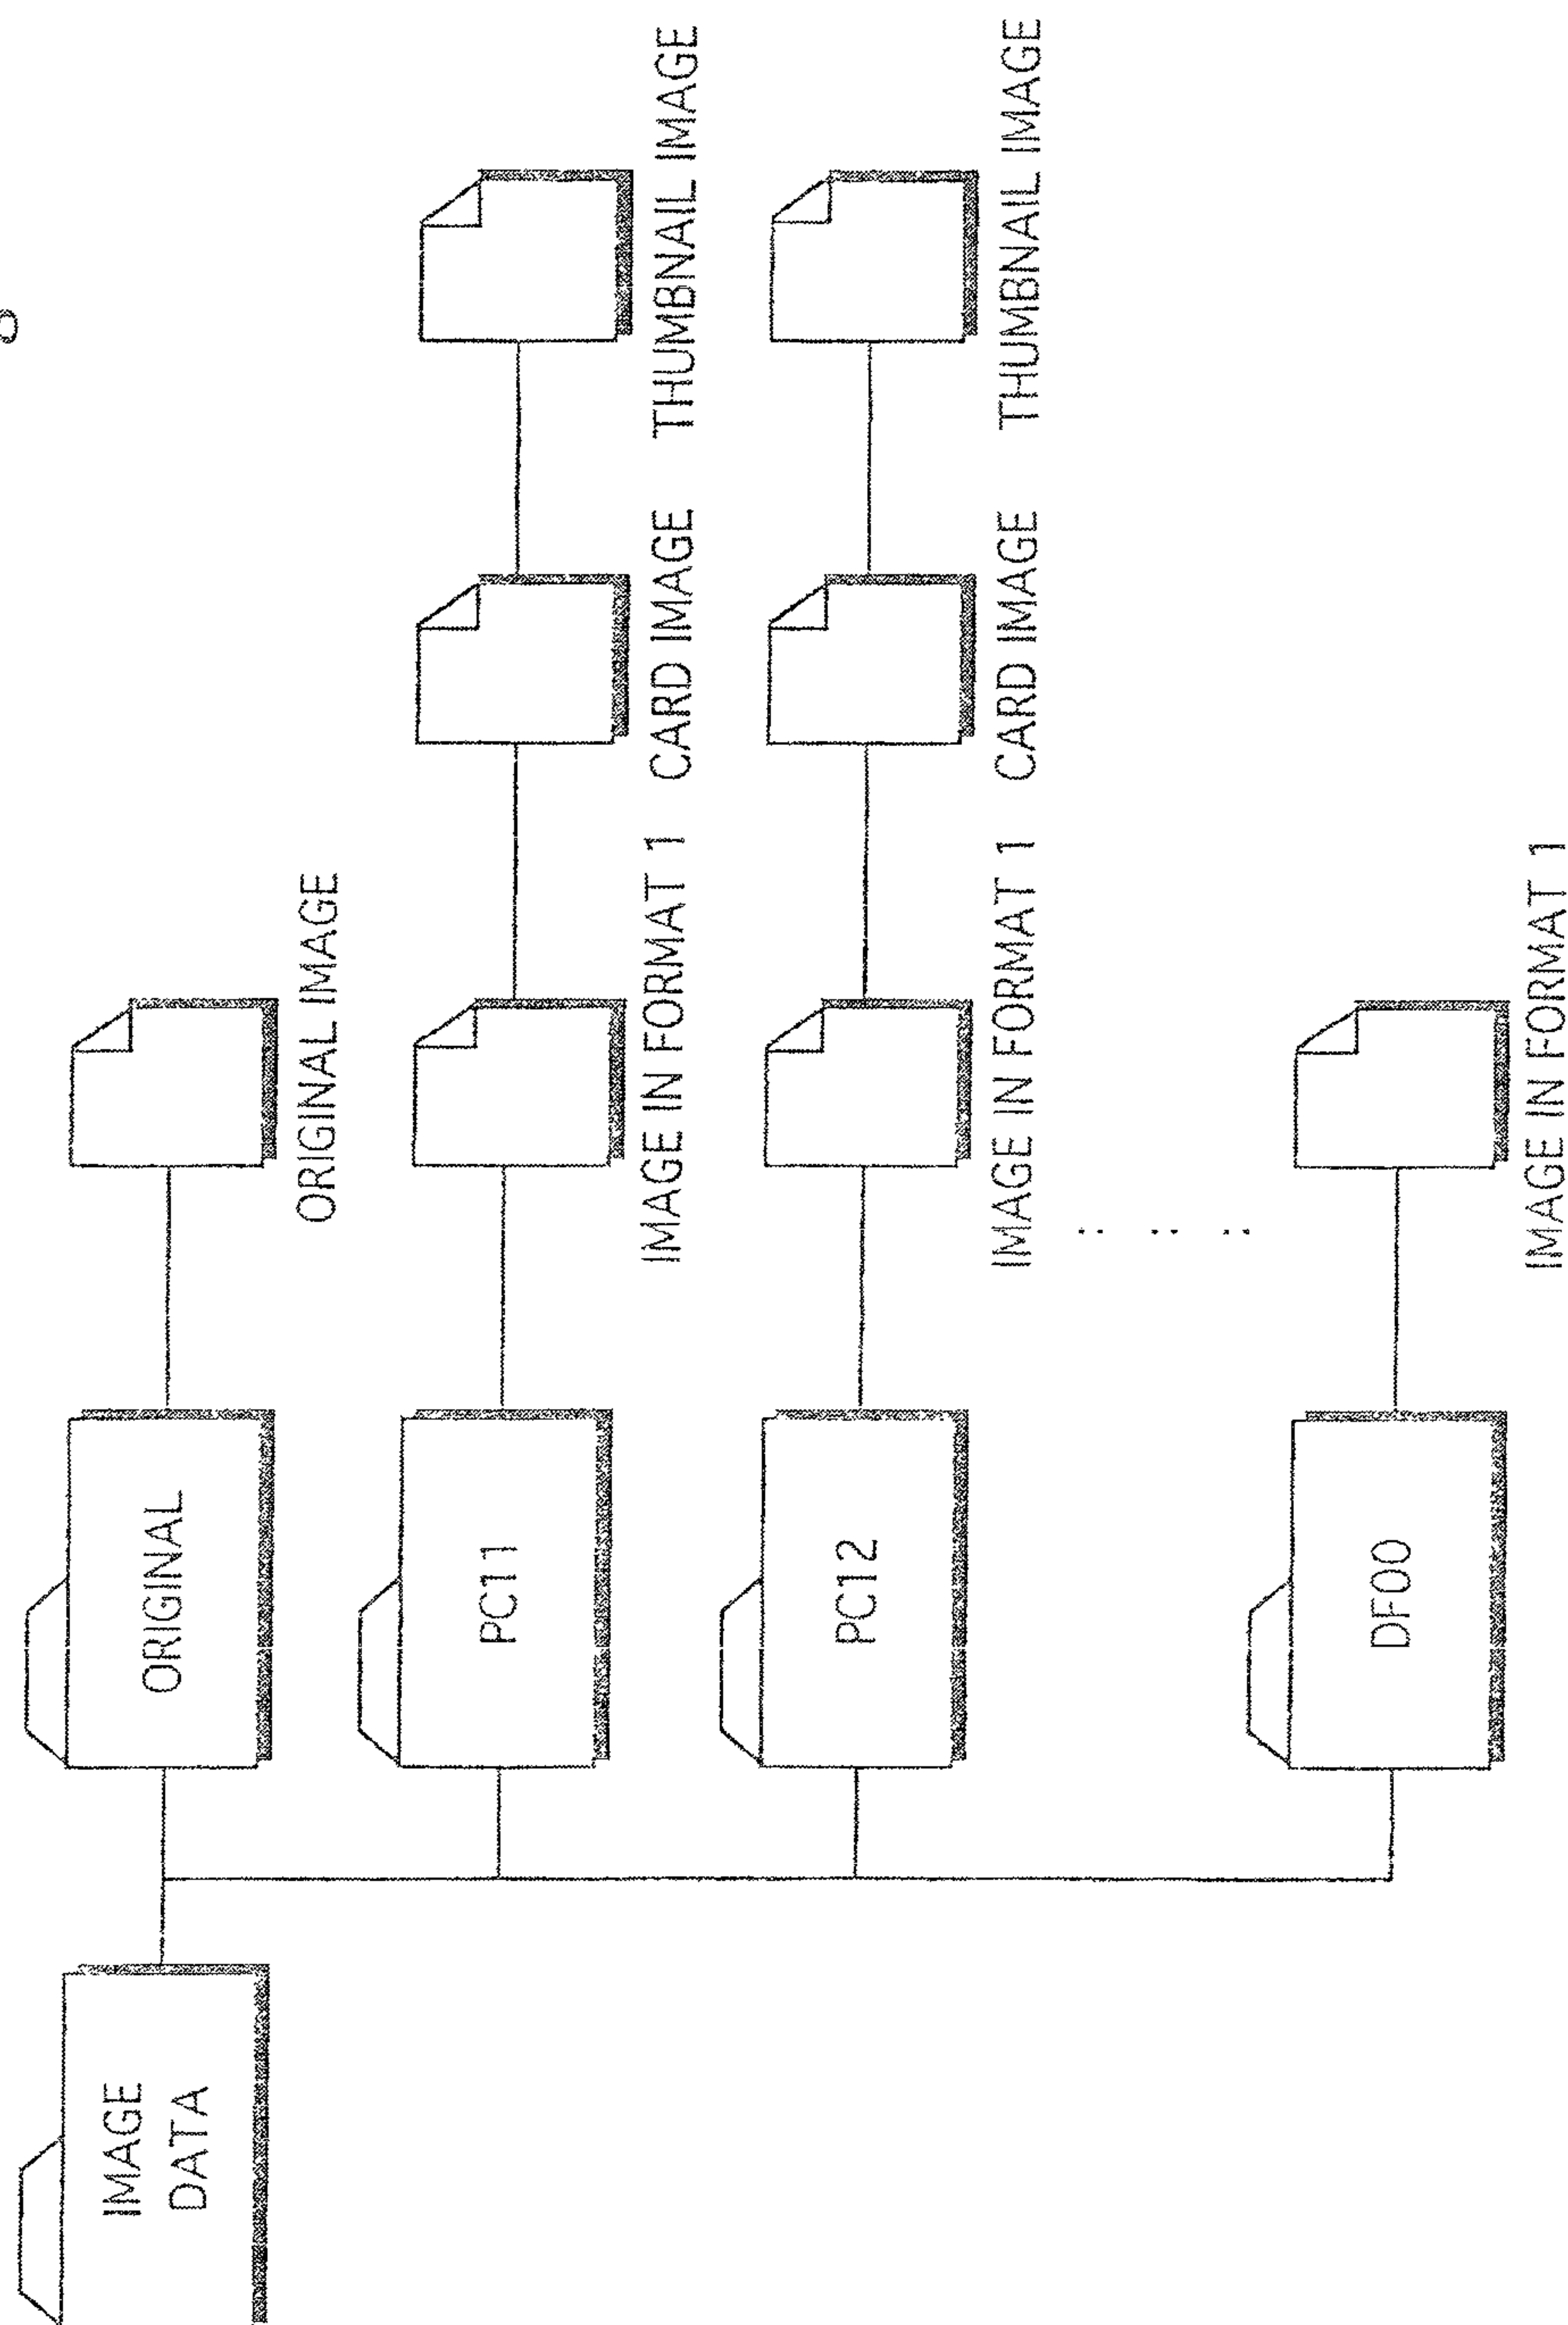 IMAGE
DATA
ORIGINAL
ORIGINAL IMAGE
PC11
IMAGE IN FORMAT 1
CARD IMAGE
THUMBNAIL IMAGE
PC12
IMAGE IN FORMAT 1
CARD IMAGE
THUMBNAIL IMAGE
DF00
IMAGE IN FORMAT 1